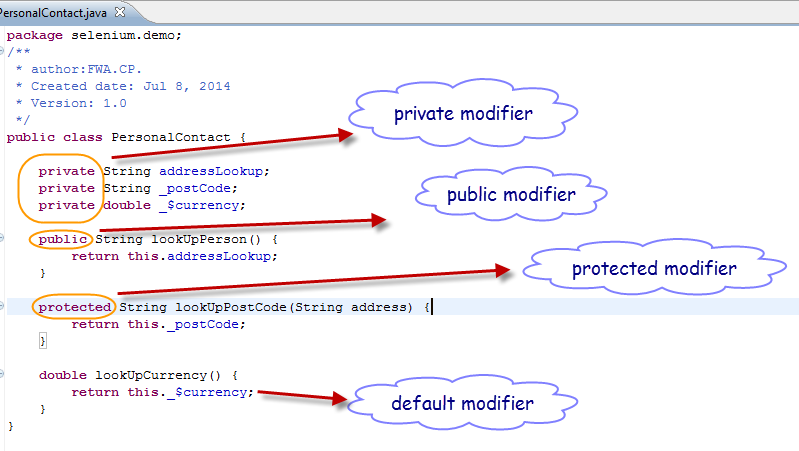 PersonalContact.java
package selenium.demo;
/**
* author:FWA.CP.
* Created date: Jul 8, 2014
* Version: 1.0
*/
public class PersonalContact {
private modifier
private String addressLookup;
private String _postCode;
private double _$currency;
public modifier
public String lookUpPerson() {
return this.addressLookup;
}
protected modifier
protected String lookUpPostCode(String address) {
return this._postCode;
}
double lookUpCurrency() {
return this._$currency;
default modifier
}
}